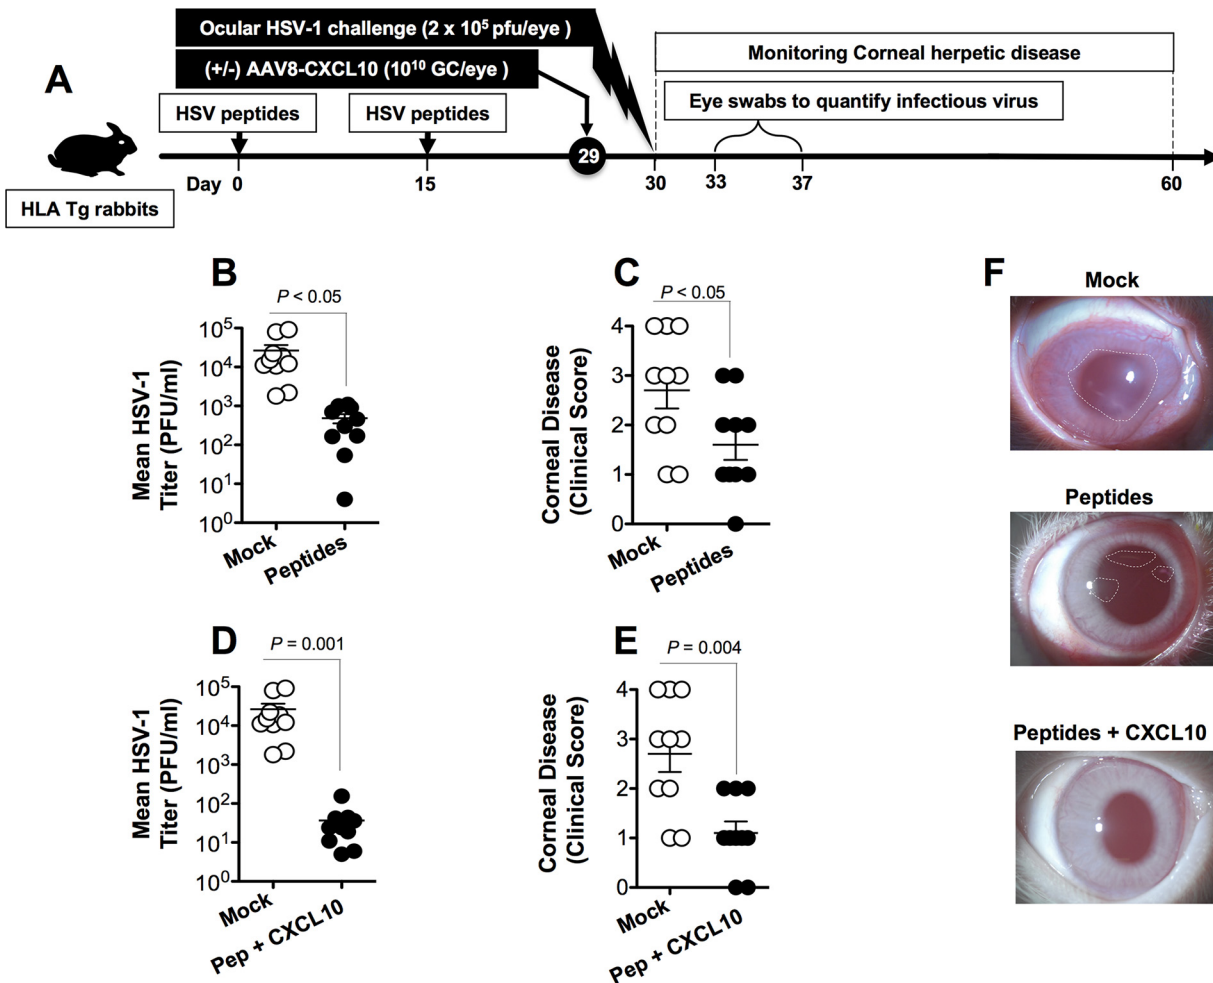 A
Ocular HSV-1 challenge (2 x 10⁵ pfu/eye )
(+/-) AAV8-CXCL10 (10¹⁰ GC/eye )
HSV peptides
HSV peptides
Monitoring Corneal herpetic disease
Eye swabs to quantify infectious virus
29
Day 0 15 30 33 37 60
HLA Tg rabbits
B
P < 0.05
Mean HSV-1
Titer (PFU/ml)
10⁵
10⁴
10³
10²
10¹
10⁰
Mock
Peptides
C
P < 0.05
Corneal Disease
(Clinical Score)
4
3
2
1
0
Mock
Peptides
D
P = 0.001
Mean HSV-1
Titer (PFU/ml)
10⁵
10⁴
10³
10²
10¹
10⁰
Mock
Pep + CXCL10
E
P = 0.004
Corneal Disease
(Clinical Score)
4
3
2
1
0
Mock
Pep + CXCL10
F
Mock
Peptides
Peptides + CXCL10